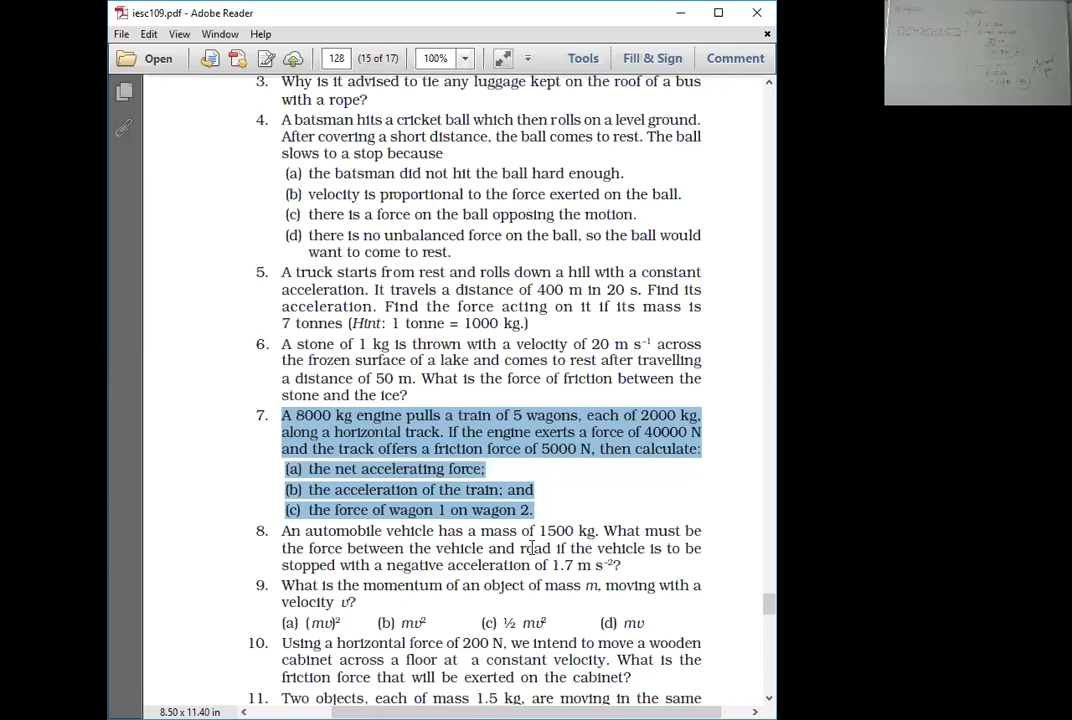 iesc109.pdf - Adobe Reader
File Edit View Window Help
Open 128 (15 of 17) 100% Tools Fill & Sign Comment
3. Why is it advised to tie any luggage kept on the roof of a bus
with a rope?
4. A batsman hits a cricket ball which then rolls on a level ground.
After covering a short distance, the ball comes to rest. The ball
slows to a stop because
(a) the batsman did not hit the ball hard enough.
(b) velocity is proportional to the force exerted on the ball.
(c) there is a force on the ball opposing the motion.
(d) there is no unbalanced force on the ball, so the ball would
want to come to rest.
5. A truck starts from rest and rolls down a hill with a constant
acceleration. It travels a distance of 400 m in 20 s. Find its
acceleration. Find the force acting on it if its mass is
7 tonnes (Hint: 1 tonne = 1000 kg.)
6. A stone of 1 kg is thrown with a velocity of 20 m s⁻¹ across
the frozen surface of a lake and comes to rest after travelling
a distance of 50 m. What is the force of friction between the
stone and the ice?
7. A 8000 kg engine pulls a train of 5 wagons, each of 2000 kg,
along a horizontal track. If the engine exerts a force of 40000 N
and the track offers a friction force of 5000 N, then calculate:
(a) the net accelerating force;
(b) the acceleration of the train; and
(c) the force of wagon 1 on wagon 2.
8. An automobile vehicle has a mass of 1500 kg. What must be
the force between the vehicle and road if the vehicle is to be
stopped with a negative acceleration of 1.7 m s⁻²?
9. What is the momentum of an object of mass m, moving with a
velocity v?
(a) (mv)² (b) mv² (c) ½ mv² (d) mv
10. Using a horizontal force of 200 N, we intend to move a wooden
cabinet across a floor at a constant velocity. What is the
friction force that will be exerted on the cabinet?
11. Two objects, each of mass 1.5 kg, are moving in the same
8.50 x 11.40 in